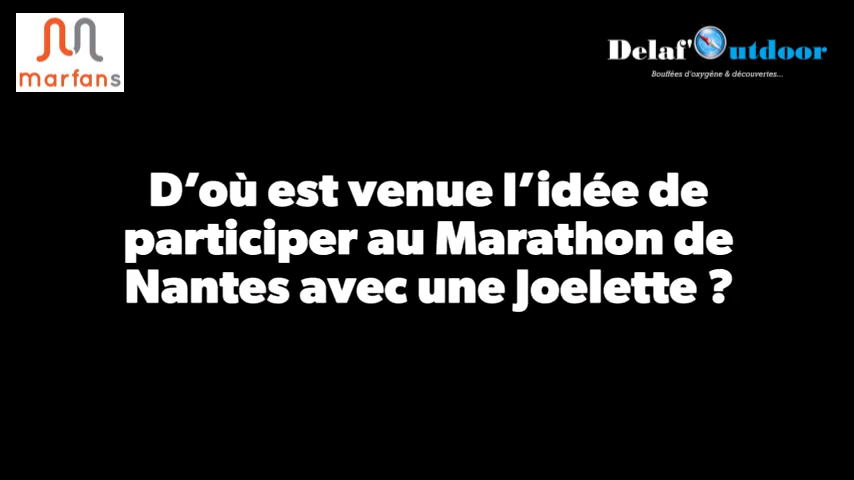 marfans
Delaf'Outdoor
Bouffées d'oxygène & découvertes...
D'où est venue l'idée de
participer au Marathon de
Nantes avec une Joelette ?